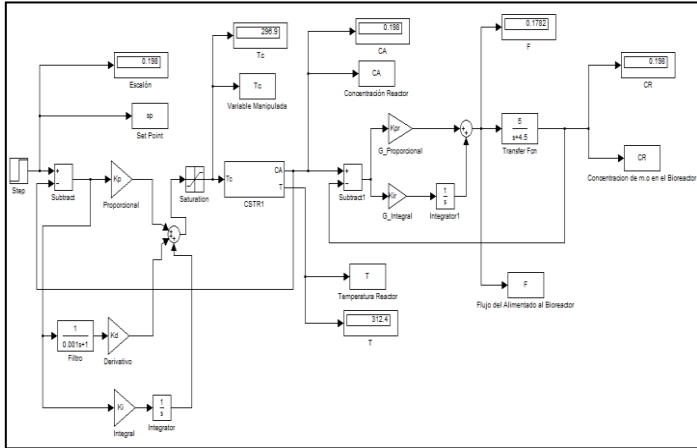 0.198
Escalón
sp
Set Point
Step
+
−
Subtract
Kp
Proporcional
1
0.001s+1
Filtro
Kd
Derivativo
Ki
Integral
1
s
Integrator
Saturation
296.9
Tc
Tc
Variable Manipulada
Tc
CA
T
CSTR1
0.198
CA
CA
Concentración Reactor
+
−
Subtract1
Kpr
G_Proporcional
Kir
G_Integral
1
s
Integrator1
T
Temperatura Reactor
312.4
T
0.1782
F
5
s+4.5
Transfer Fcn
0.198
CR
CR
Concentracion de m.o en el Bioreactor
F
Flujo del Alimentado al Bioreactor